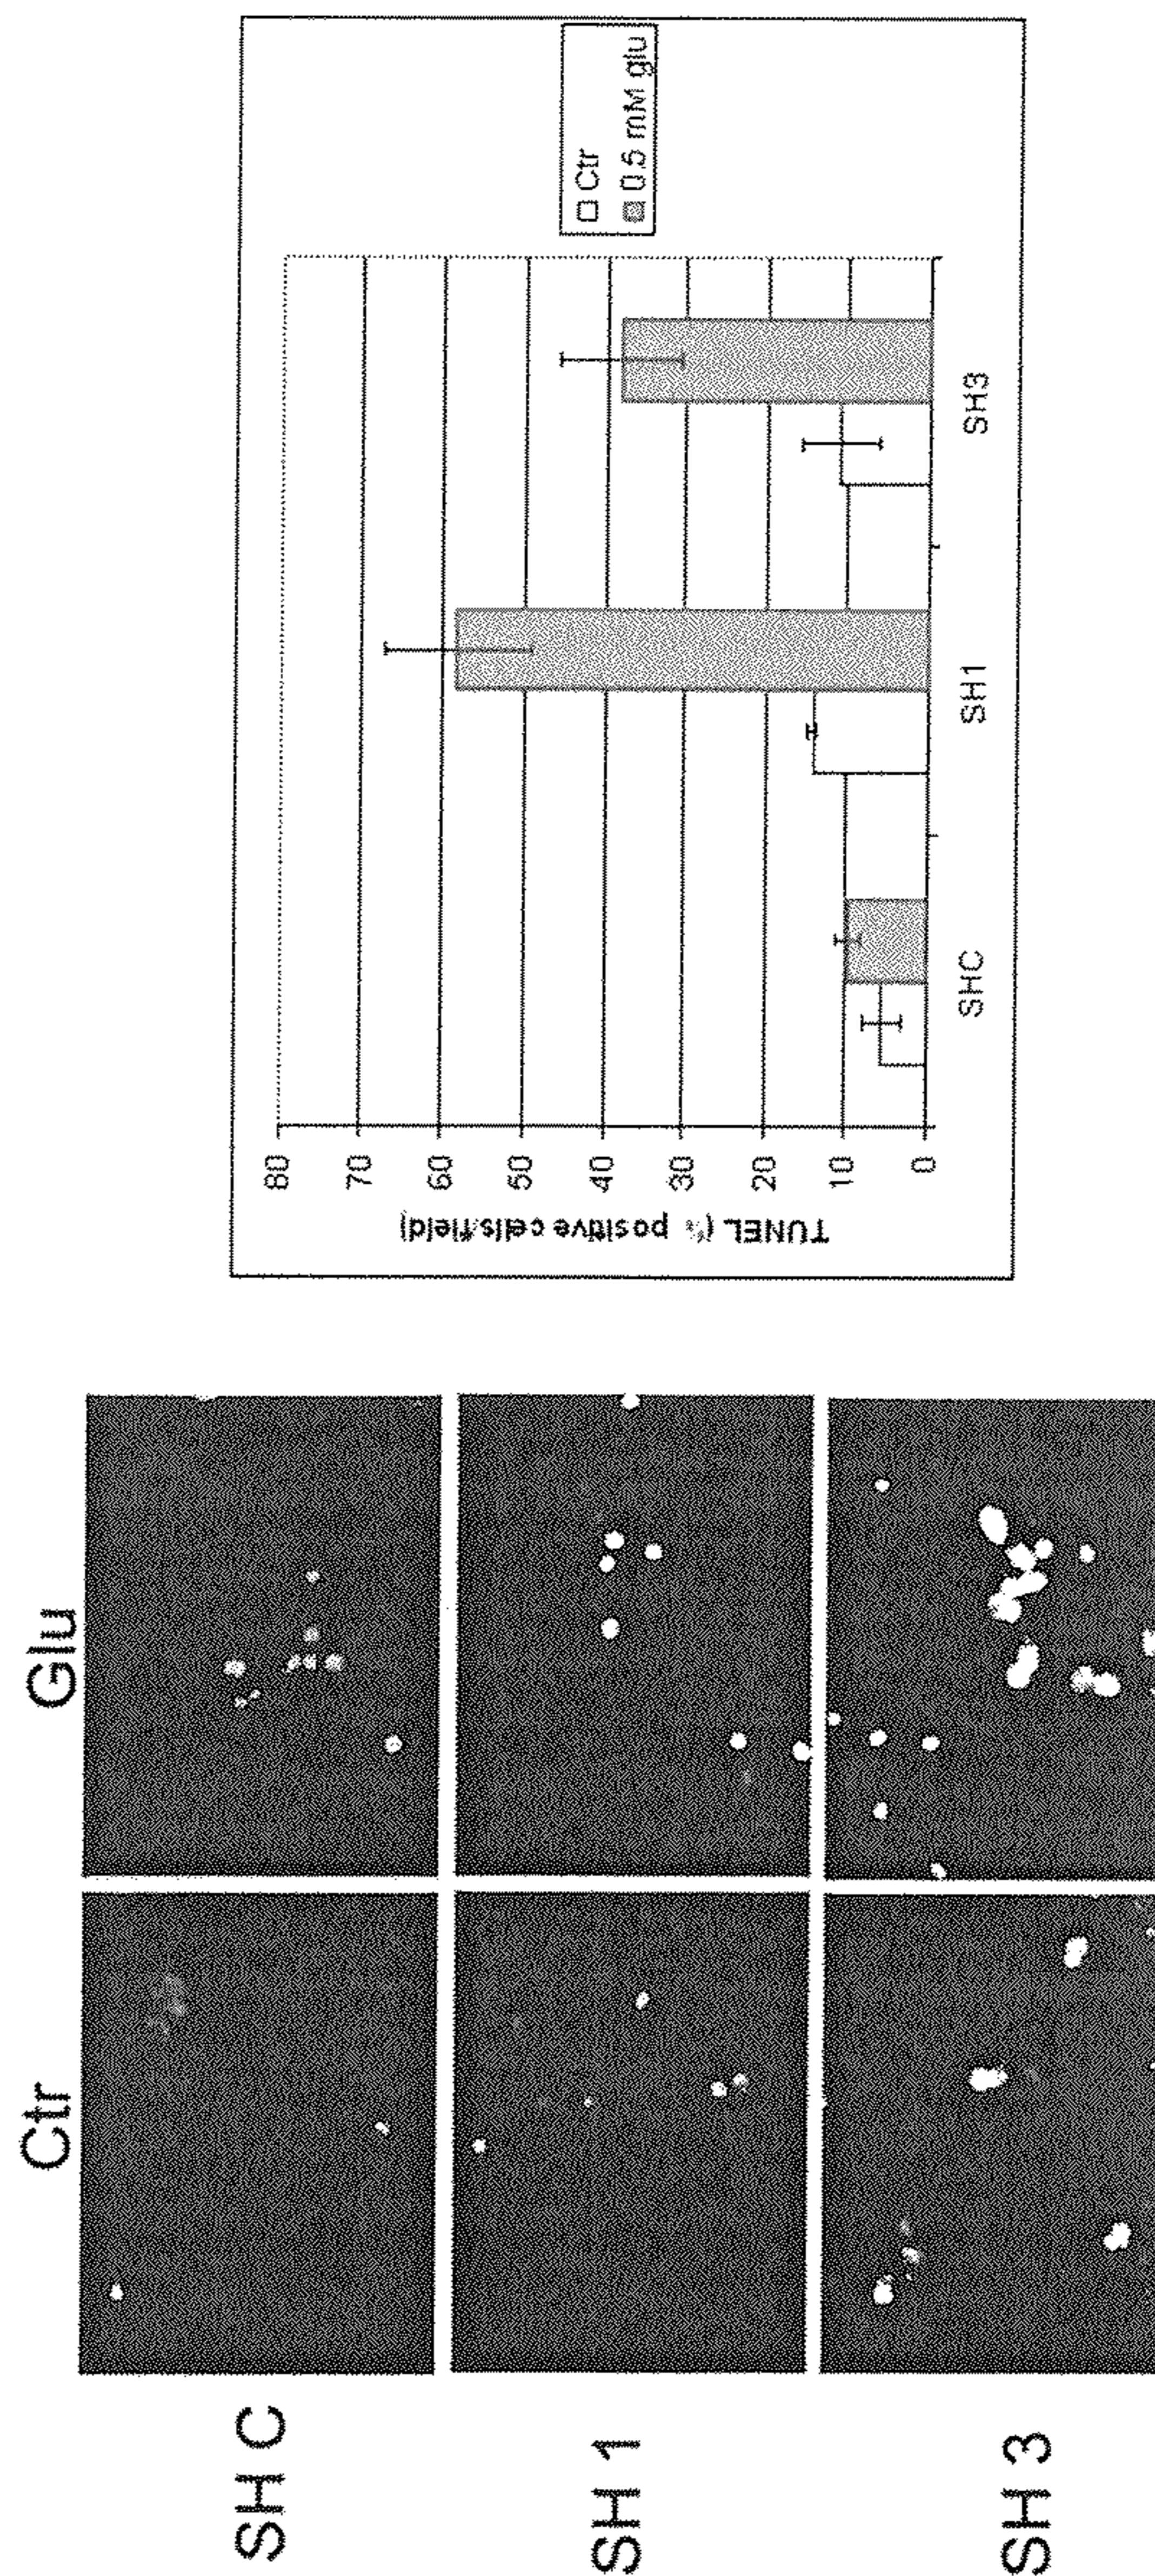 Ctr
Glu
SH C
SH 1
SH 3
TUNEL (% positive cells/field)
80
70
60
50
40
30
20
10
0
SHC
SH1
SH3
Ctr
0.5 mM glu